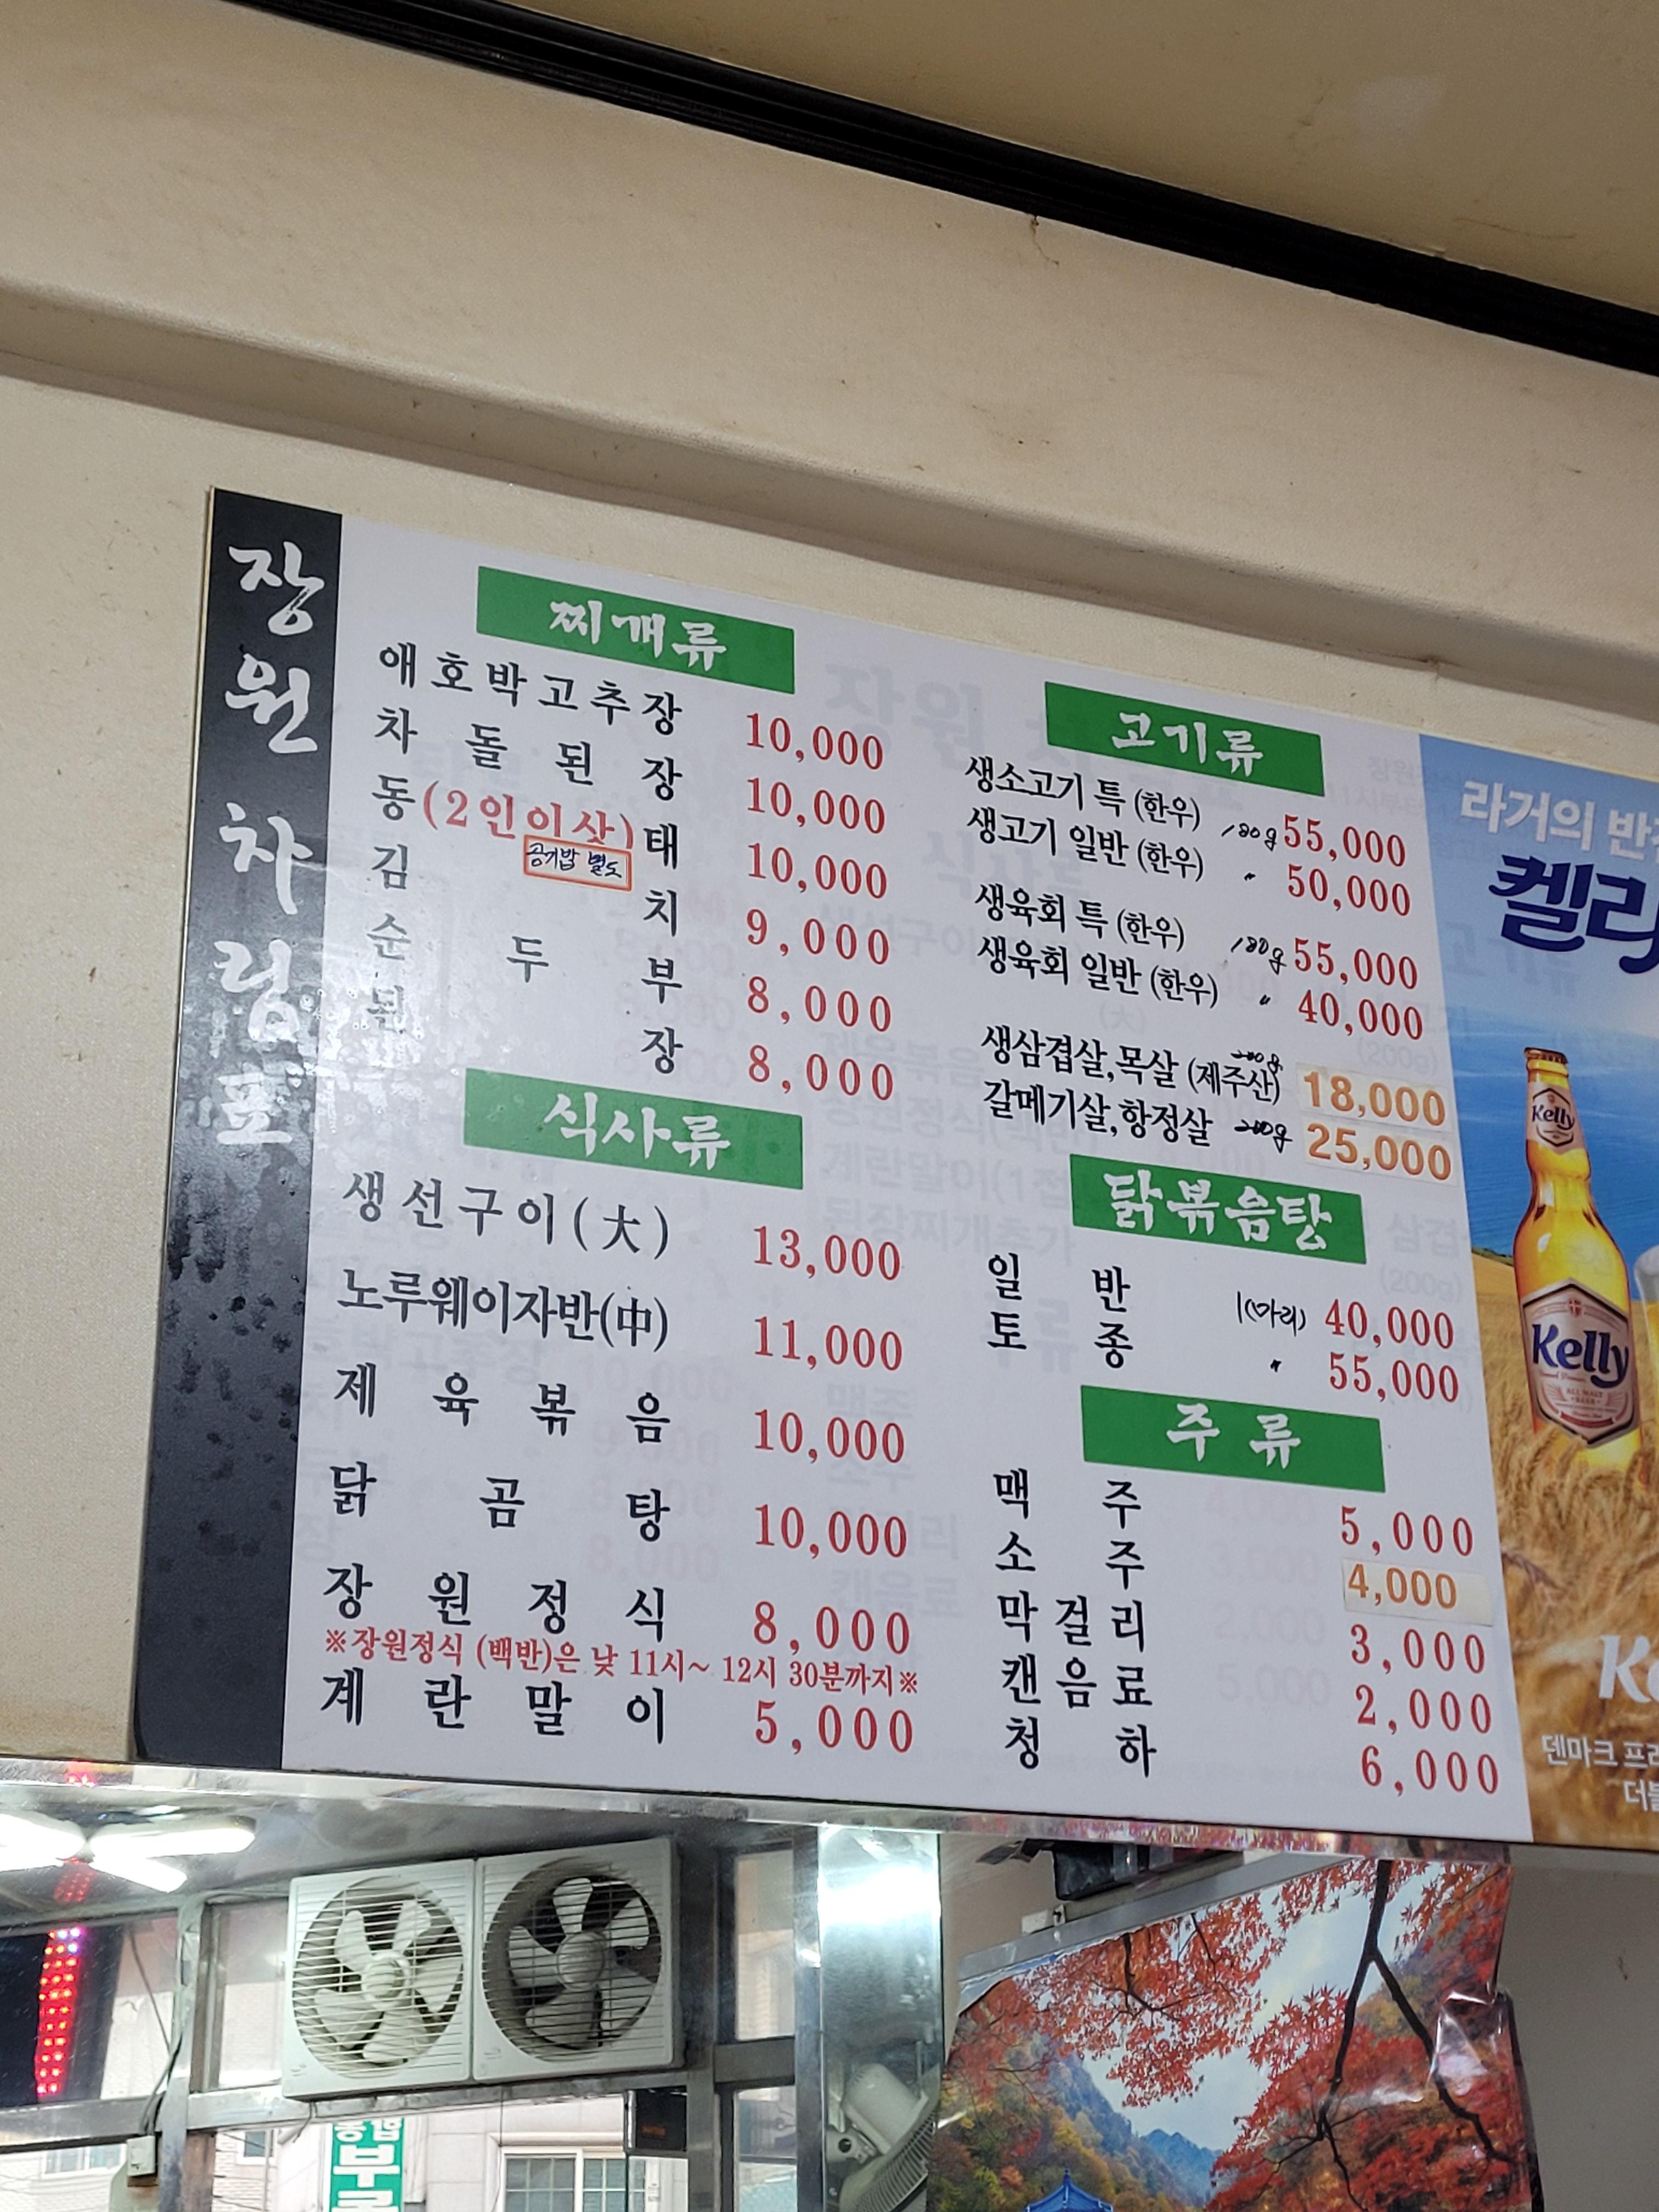 장원 차림표
찌개류
애호박고추장 10,000
차돌된장 10,000
동(2인이상)태 10,000
공기밥 별도
김치 9,000
순두부 8,000
된장 8,000
식사류
생선구이(大) 13,000
노루웨이자반(中) 11,000
제육볶음 10,000
닭곰탕 10,000
장원정식 8,000
※장원정식 (백반)은 낮 11시~ 12시 30분까지※
계란말이 5,000
고기류
생소고기 특 (한우) 180g 55,000
생고기 일반 (한우) 〃 50,000
생육회 특 (한우) 180g 55,000
생육회 일반 (한우) 〃 40,000
생삼겹살,목살 (제주산) 200g 18,000
갈메기살,항정살 200g 25,000
닭볶음탕
일반 1(마리) 40,000
토종 〃 55,000
주류
맥주 5,000
소주 4,000
막걸리 3,000
캔음료 2,000
청하 6,000
라거의
켈리
Kelly
Kelly
덴마크